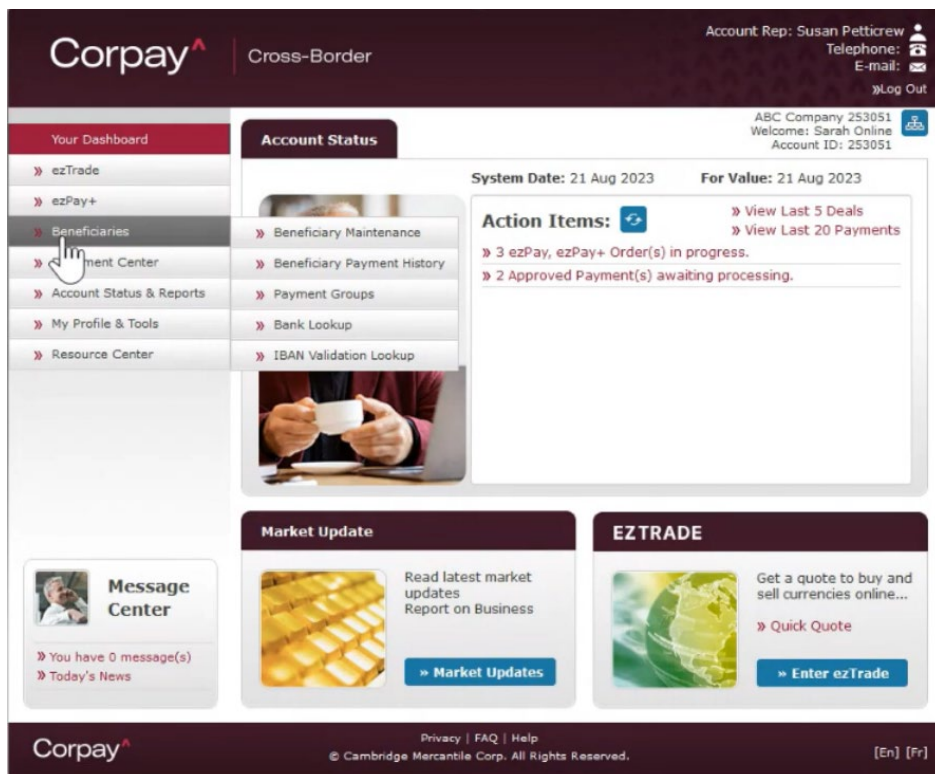 Corpay^
Cross-Border
Account Rep: Susan Petticrew
Telephone:
E-mail:
»Log Out
ABC Company 253051
Welcome: Sarah Online
Account ID: 253051
Your Dashboard
» ezTrade
» ezPay+
» Beneficiaries
» ment Center
» Account Status & Reports
» My Profile & Tools
» Resource Center
» Beneficiary Maintenance
» Beneficiary Payment History
» Payment Groups
» Bank Lookup
» IBAN Validation Lookup
Account Status
System Date: 21 Aug 2023 For Value: 21 Aug 2023
Action Items:
» View Last 5 Deals
» View Last 20 Payments
» 3 ezPay, ezPay+ Order(s) in progress.
» 2 Approved Payment(s) awaiting processing.
Message
Center
» You have 0 message(s)
» Today's News
Market Update
Read latest market
updates
Report on Business
» Market Updates
EZTRADE
Get a quote to buy and
sell currencies online...
» Quick Quote
» Enter ezTrade
Corpay^
Privacy | FAQ | Help
© Cambridge Mercantile Corp. All Rights Reserved.
[En] [Fr]